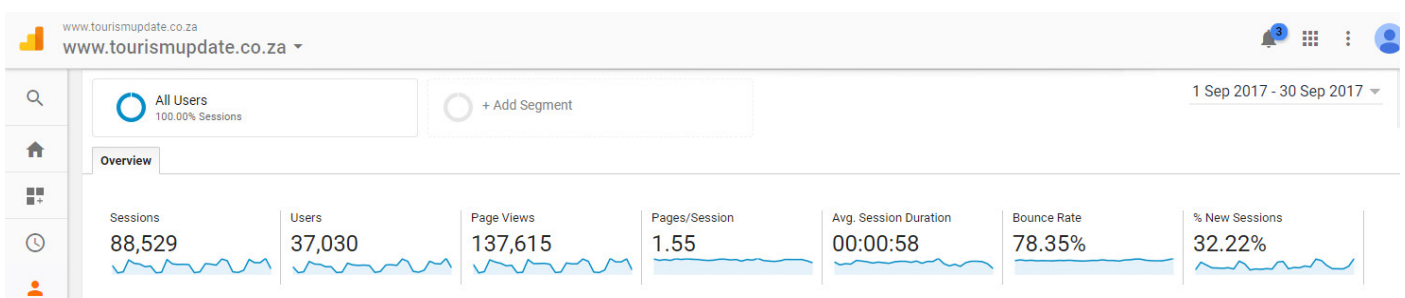 www.tourismupdate.co.za
www.tourismupdate.co.za
3
All Users
100.00% Sessions
+ Add Segment
1 Sep 2017 - 30 Sep 2017
Overview
Sessions
88,529
Users
37,030
Page Views
137,615
Pages/Session
1.55
Avg. Session Duration
00:00:58
Bounce Rate
78.35%
% New Sessions
32.22%